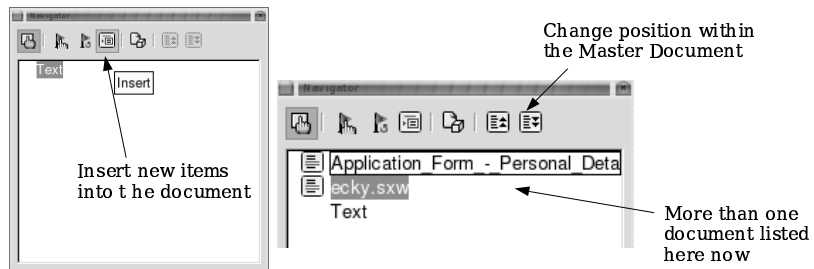 Navigator
Text
Insert
Insert new items
into t he document
Change position within
the Master Document
Navigator
Application_Form_-_Personal_Deta
ecky.sxw
Text
More than one
document listed
here now